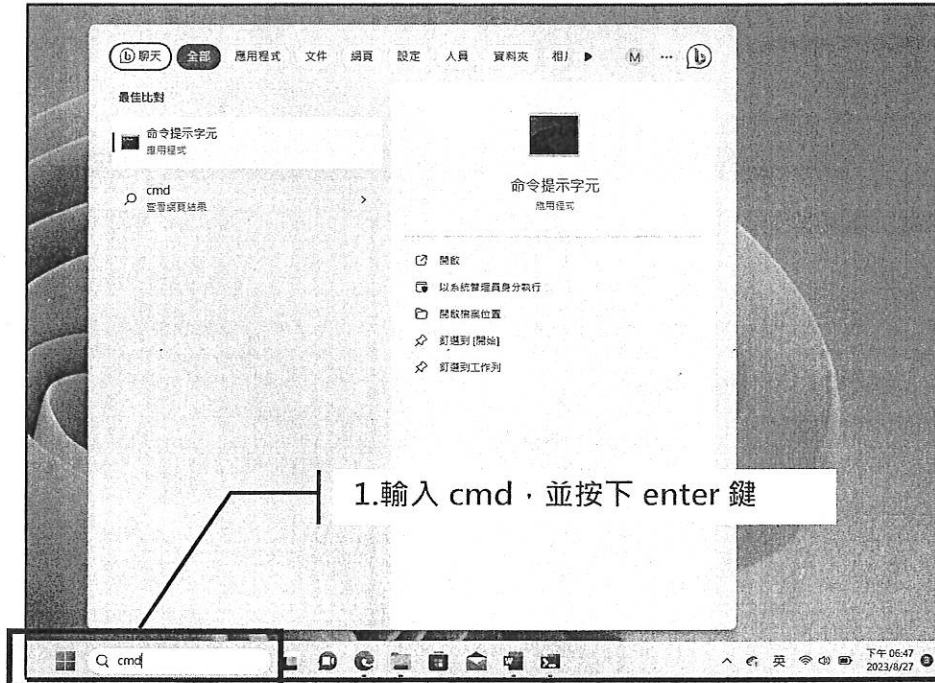 聊天 全部 應用程式 文件 網頁 設定 人員 資料夾 相 M ...
最佳比對
命令提示字元
應用程式
cmd
查看網頁結果
命令提示字元
應用程式
開啟
以系統管理員身分執行
開啟檔案位置
釘選到 [開始]
釘選到工作列
1.輸入 cmd，並按下 enter 鍵
cmd
英
下午 06:47
2023/8/27